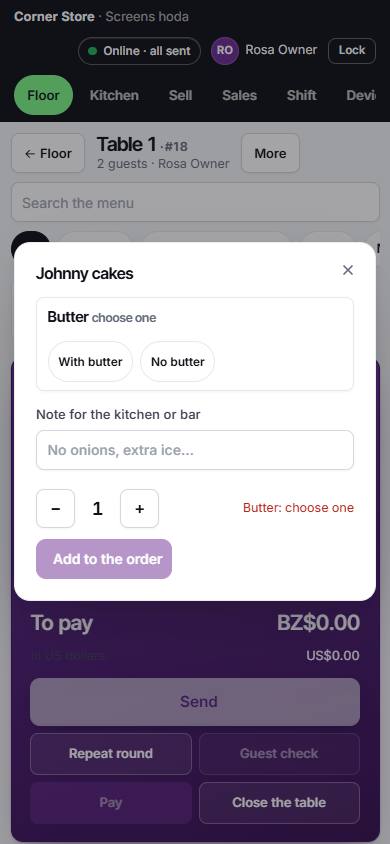 Corner Store · Screens hoda
Online · all sent
RO
Rosa Owner
Lock
Floor
Kitchen
Sell
Sales
Shift
← Floor
Table 1 · #18
2 guests · Rosa Owner
More
Search the menu
Johnny cakes
×
Butter choose one
With butter
No butter
Note for the kitchen or bar
No onions, extra ice...
− 1 +
Butter: choose one
Add to the order
To pay BZ$0.00
in US dollars US$0.00
Send
Repeat round
Guest check
Pay
Close the table